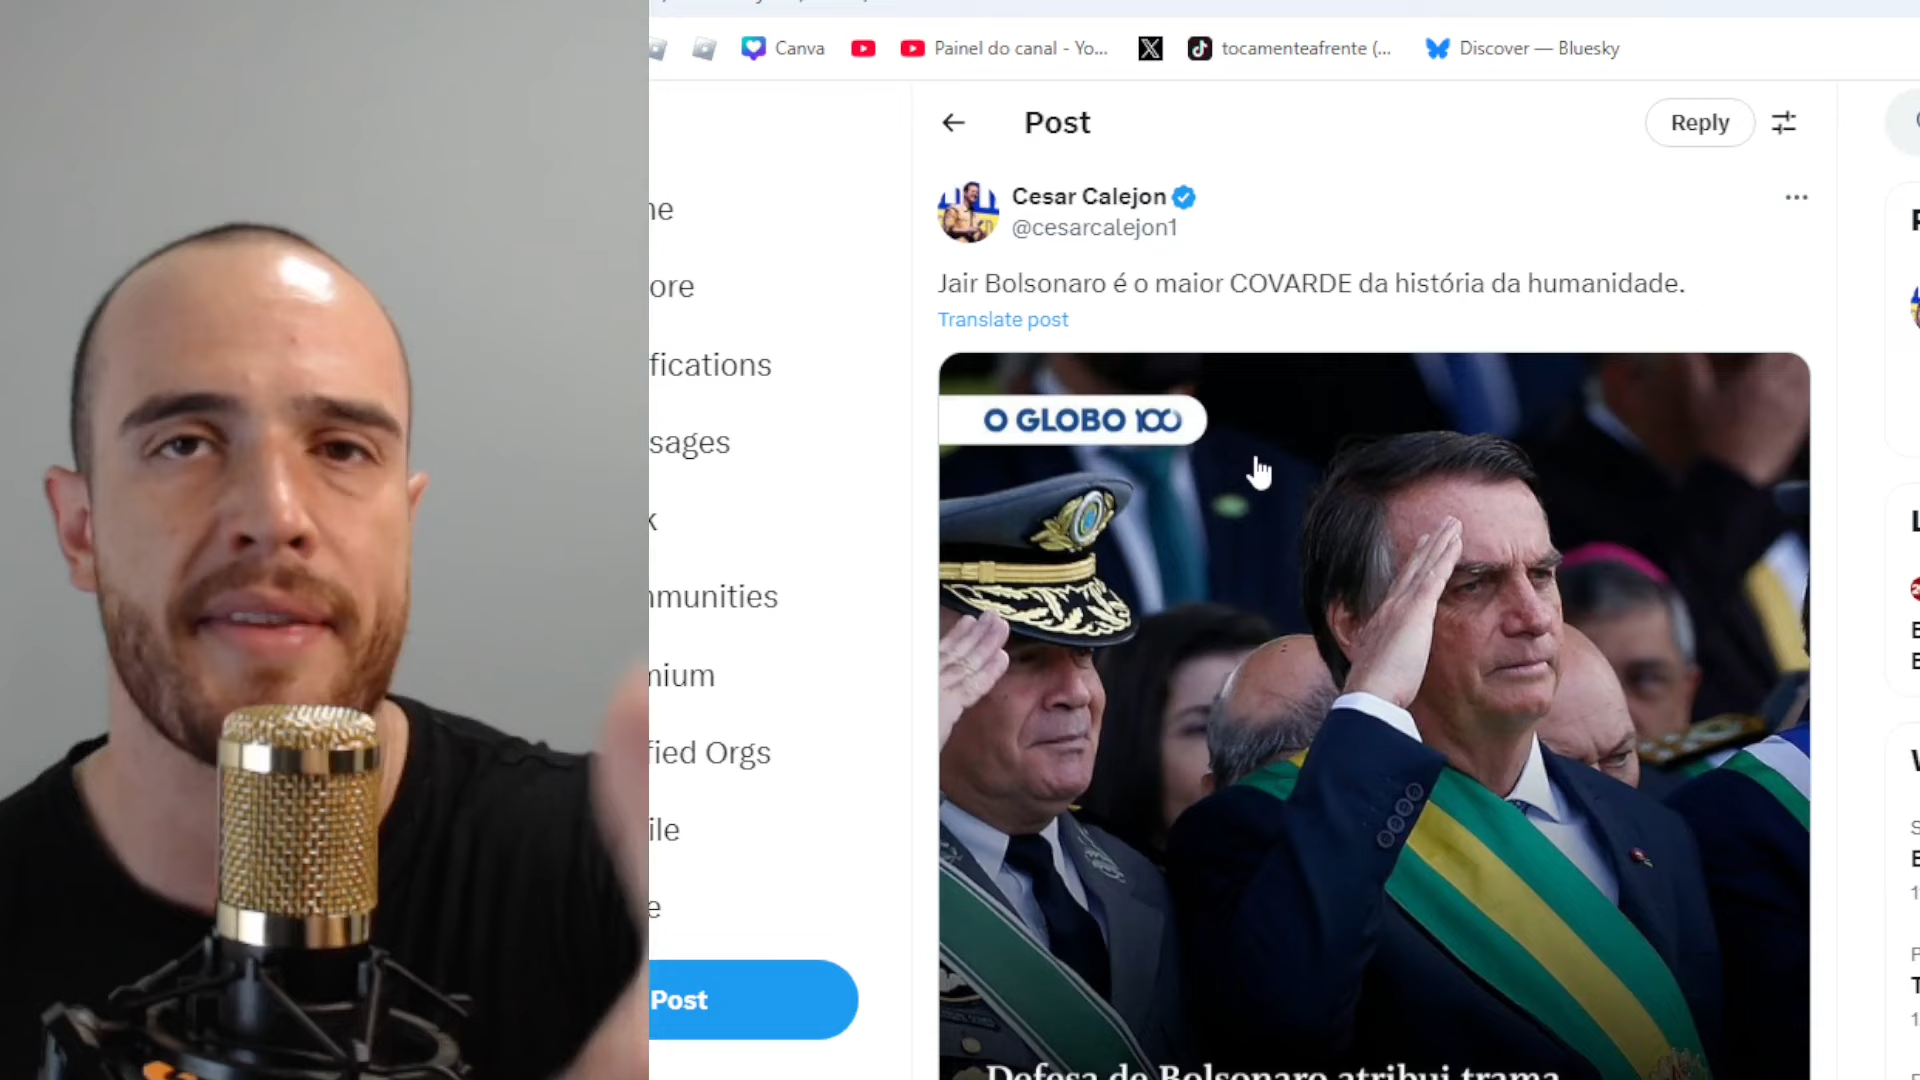 Canva
Painel do canal - Yo...
tocamenteafrente (...
Discover — Bluesky
Post
Reply
Cesar Calejon
@cesarcalejon1
Jair Bolsonaro é o maior COVARDE da história da humanidade.
Translate post
O GLOBO 100
ne
ore
fications
sages
k
munities
mium
fied Orgs
ile
e
Post
Defesa de Bolsonaro atribui trama